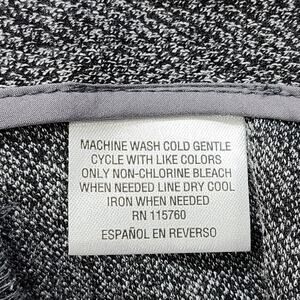 MACHINE WASH COLD GENTLE
CYCLE WITH LIKE COLORS
ONLY NON-CHLORINE BLEACH
WHEN NEEDED LINE DRY COOL
IRON WHEN NEEDED
RN 115760
ESPAÑOL EN REVERSO